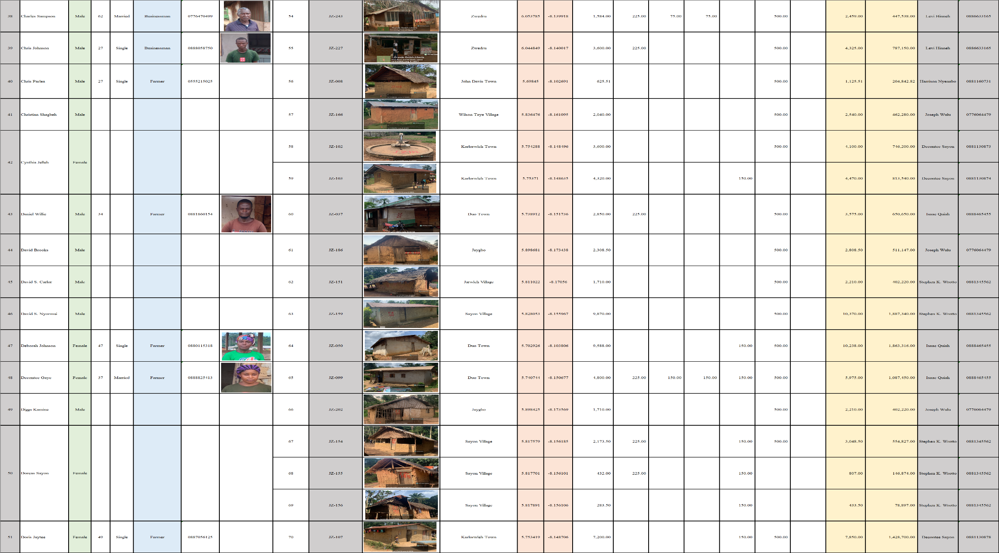 38 Charles Sampson Male 62 Married Businessman 0776470499 54 JZ-243 Zwedru 6.053785 -8.139918 1,584.00 225.00 75.00 75.00 500.00 2,459.00 447,538.00 Levi Hinneh 0886633165
39 Chris Johnson Male 27 Single Businessman 0888058750 55 JZ-227 Zwedru 6.044849 -8.140017 3,600.00 225.00 500.00 4,325.00 787,150.00 Levi Hinneh 0886633165
40 Chris Parlea Male 27 Single Farmer 0555215025 56 JZ-008 John Davis Town 5.69845 -8.102691 625.51 500.00 1,125.51 204,842.82 Harrison Nyenabo 0881160731
41 Christian Shagbeh Male 57 JZ-166 Wilson Taye Village 5.836476 -8.161095 2,040.00 500.00 2,540.00 462,280.00 Joseph Wulu 0776064479
42 Cynthia Jelleh Female 58 JZ-102 Karlorwleh Town 5.754288 -8.148496 3,600.00 500.00 4,100.00 746,200.00 Decontee Sayon 0881130873
59 JZ-103 Karlorwleh Town 5.75371 -8.148635 4,320.00 150.00 4,470.00 813,540.00 Decontee Sayon 0881130874
43 Daniel Willie Male 34 Farmer 0881860154 60 JZ-037 Duo Town 5.738912 -8.151736 2,850.00 225.00 500.00 3,575.00 650,650.00 Isaac Quiah 0888465455
44 David Brooks Male 61 JZ-186 Jaygbo 5.898681 -8.173438 2,308.50 500.00 2,808.50 511,147.00 Joseph Wulu 0776064479
45 David S. Carlor Male 62 JZ-151 Jarwleh Village 5.811022 -8.17056 1,710.00 500.00 2,210.00 402,220.00 Stephen K. Wrotto 0881345562
46 David S. Nyormui Male 63 JZ-159 Sayon Village 5.828053 -8.155967 9,870.00 500.00 10,370.00 1,887,340.00 Stephen K. Wrotto 0881345562
47 Deborah Johnson Female 47 Single Farmer 0880115318 64 JZ-050 Duo Town 5.702926 -8.103806 9,588.00 150.00 500.00 10,238.00 1,863,316.00 Isaac Quiah 0888465455
48 Decontee Gaye Female 37 Married Farmer 0888825413 65 JZ-099 Duo Town 5.740744 -8.150677 4,800.00 225.00 150.00 150.00 150.00 500.00 5,975.00 1,087,450.00 Isaac Quiah 0888465455
49 Diggs Kamine Male 66 JZ-202 Jaygbo 5.898425 -8.173569 1,710.00 500.00 2,210.00 402,220.00 Joseph Wulu 0776064479
50 Dorcas Sayon Female 67 JZ-154 Sayon Village 5.817579 -8.156185 2,173.50 225.00 150.00 500.00 3,048.50 554,827.00 Stephen K. Wrotto 0881345562
68 JZ-155 Sayon Village 5.817701 -8.156101 432.00 225.00 150.00 807.00 146,874.00 Stephen K. Wrotto 0881345562
69 JZ-156 Sayon Village 5.817891 -8.156106 283.50 150.00 433.50 78,897.00 Stephen K. Wrotto 0881345562
51 Doris Jaytee Female 49 Single Farmer 0887056125 70 JZ-107 Karlorwleh Town 5.753419 -8.148706 7,200.00 150.00 500.00 7,850.00 1,428,700.00 Decontee Sayon 0881130878